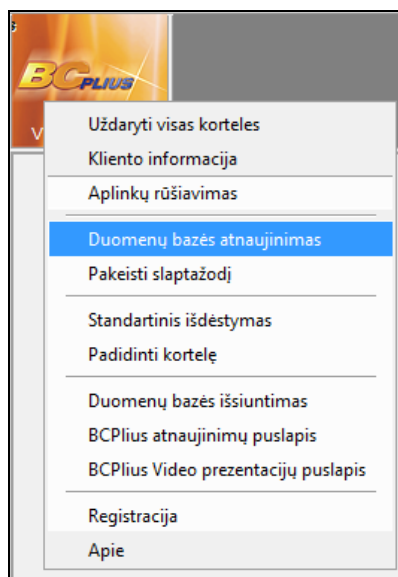 BCPLIUS
V
Uždaryti visas korteles
Kliento informacija
Aplinkų rūšiavimas
Duomenų bazės atnaujinimas
Pakeisti slaptažodį
Standartinis išdėstymas
Padidinti kortelę
Duomenų bazės išsiuntimas
BCPlius atnaujinimų puslapis
BCPlius Video prezentacijų puslapis
Registracija
Apie